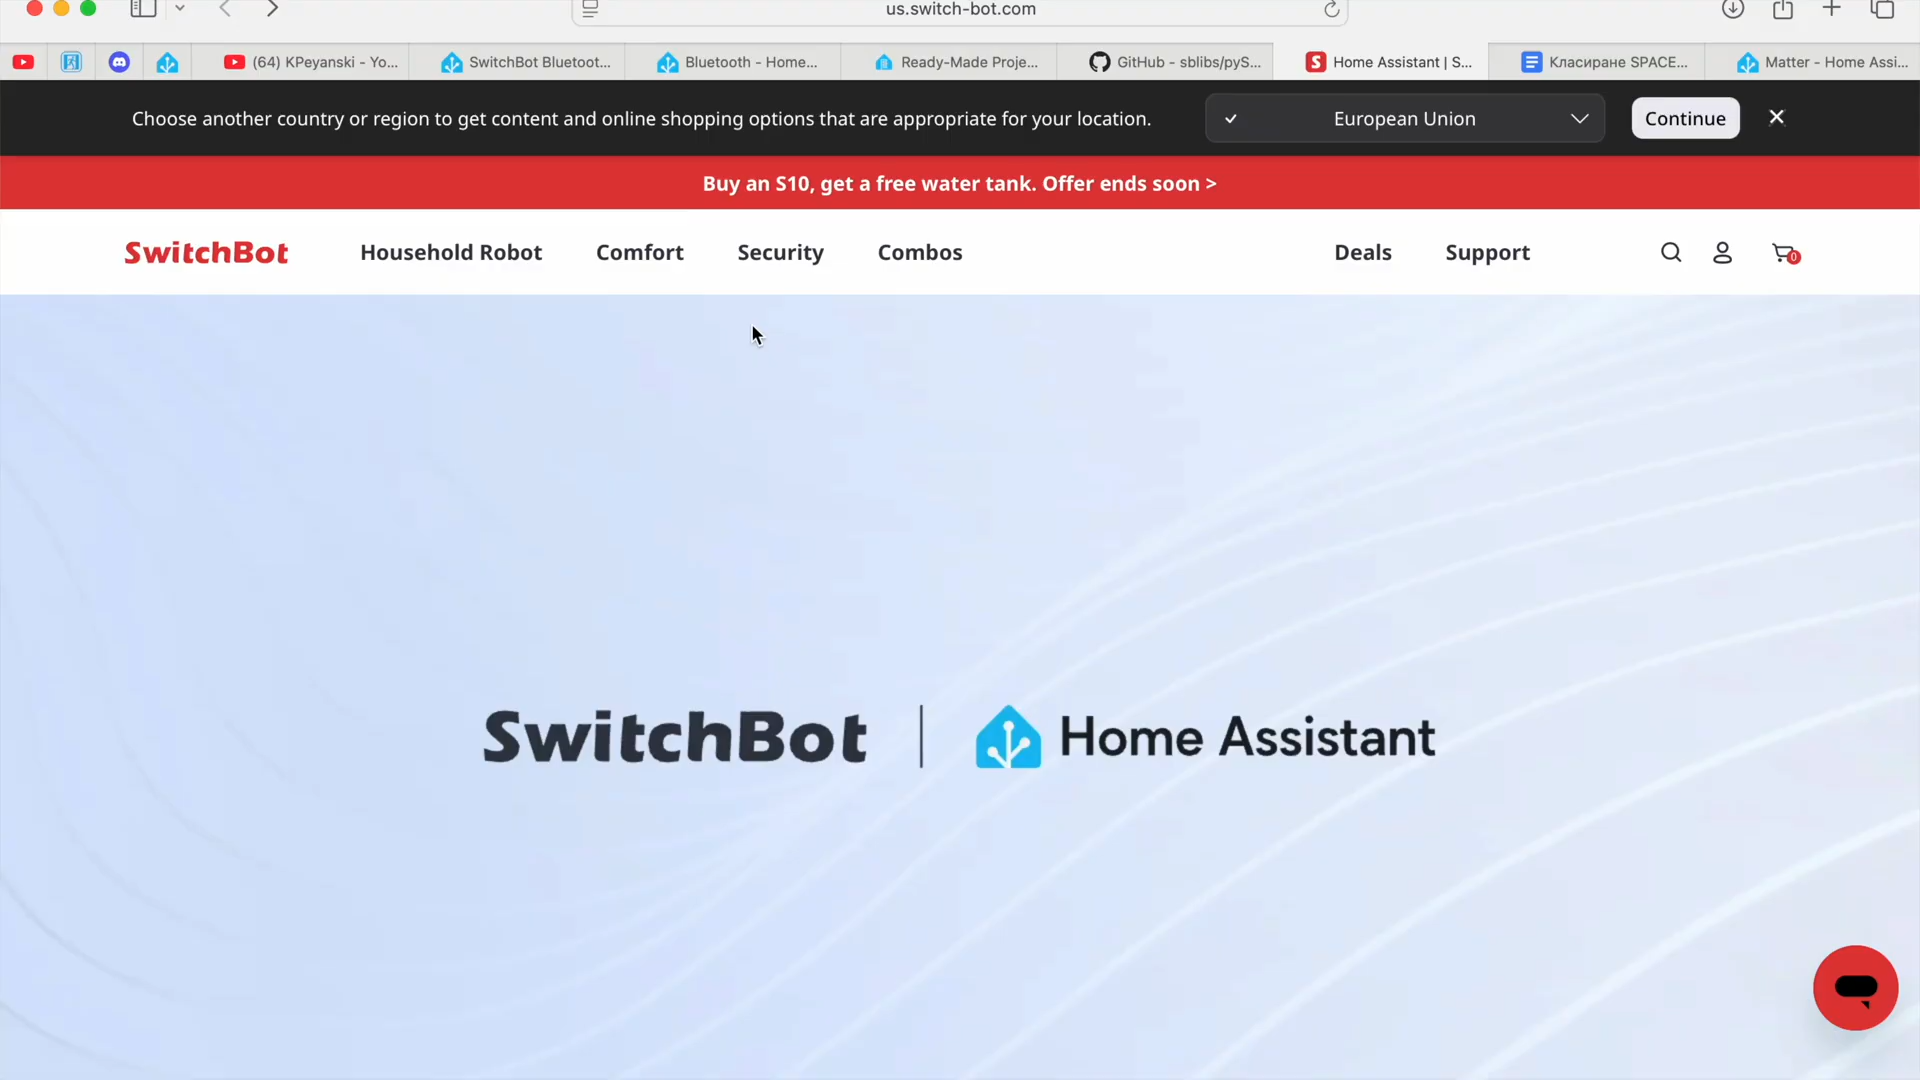 us.switch-bot.com
(64) KPeyanski - Yo...
SwitchBot Bluetoot...
Bluetooth - Home...
Ready-Made Proje...
GitHub - sblibs/pyS...
Home Assistant | S...
Класиране SPACE...
Matter - Home Assi...
Choose another country or region to get content and online shopping options that are appropriate for your location.
European Union
Continue
Buy an S10, get a free water tank. Offer ends soon >
SwitchBot
Household Robot
Comfort
Security
Combos
Deals
Support
0
SwitchBot | Home Assistant